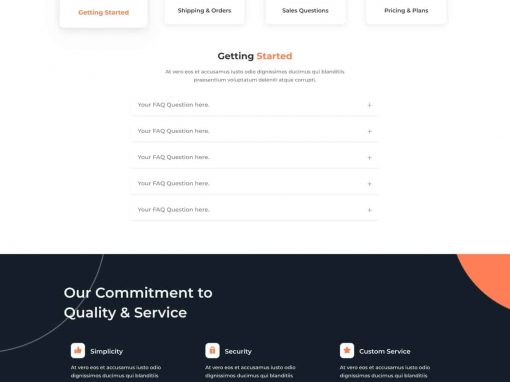 Getting Started
Shipping & Orders
Sales Questions
Pricing & Plans
Getting Started
At vero eos et accusamus iusto odio dignissimos ducimus qui blanditiis
praesentium voluptatum deleniti atque corrupti.
Your FAQ Question here.
Your FAQ Question here.
Your FAQ Question here.
Your FAQ Question here.
Your FAQ Question here.
Our Commitment to
Quality & Service
Simplicity
Security
Custom Service
At vero eos et accusamus iusto odio
dignissimos ducimus qui blanditiis
At vero eos et accusamus iusto odio
dignissimos ducimus qui blanditiis
At vero eos et accusamus iusto odio
dignissimos ducimus qui blanditiis